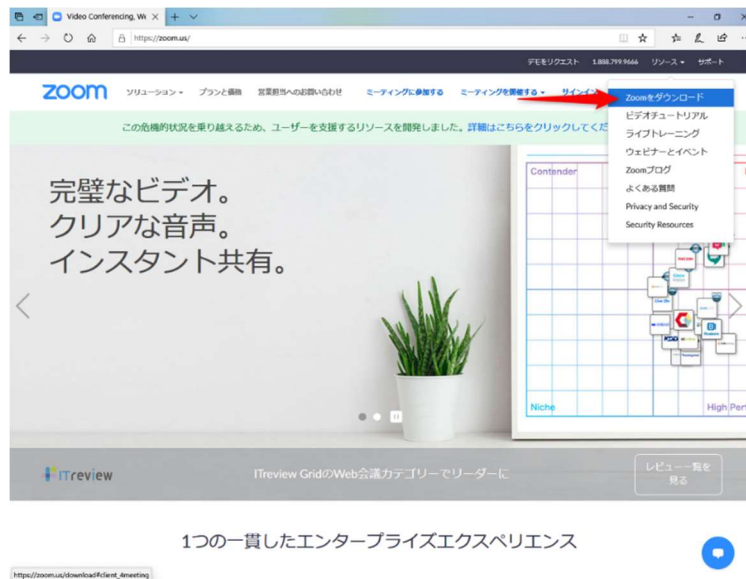 Video Conferencing, We
https://zoom.us/
デモをリクエスト 1.888.799.9666 リソース サポート
zoom ソリューション プランと価格 営業担当へのお問い合わせ ミーティングに参加する ミーティングを開催する サインイン
Zoomをダウンロード
ビデオチュートリアル
ライブトレーニング
ウェビナーとイベント
Zoomブログ
よくある質問
Privacy and Security
Security Resources
この危機的状況を乗り越えるため、ユーザーを支援するリソースを開発しました。詳細はこちらをクリックしてくだ
完璧なビデオ。
クリアな音声。
インスタント共有。
Contender
Niche
High Per
ITreview
ITreview GridのWeb会議カテゴリーでリーダーに
レビュー一覧を
見る
1つの一貫したエンタープライズエクスペリエンス
https://zoom.us/download#client_4meeting